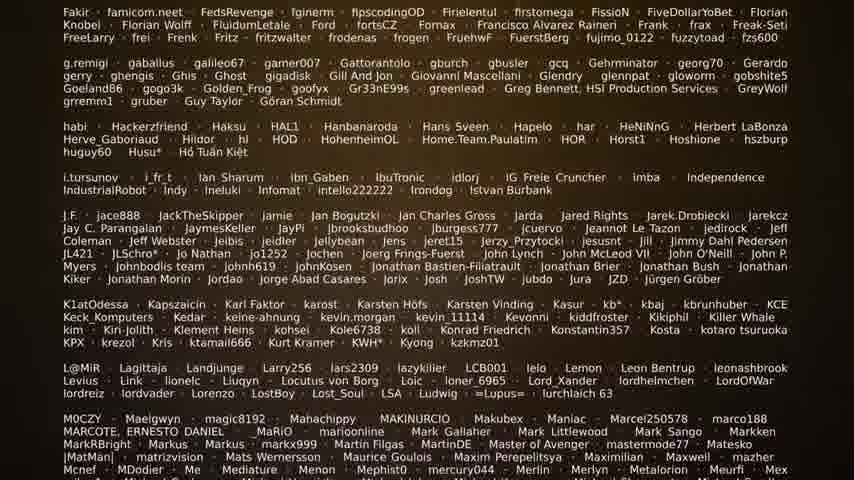 Fakir · famicom.neet · FedsRevenge · fginerm · fipscodingOD · Firielentul · firstomega · FissioN · FiveDollarYoBet · Florian
Knobel · Florian Wolff · FluidumLetale · Ford · fortsCZ · Fornax · Francisco Álvarez Raineri · Frank · frax · Freak-Seti
FreeLarry · frei · Frenk · Fritz · fritzwalter · frodenas · frogen · FruehwF · FuerstBerg · fujimo_0122 · fuzzytoad · fzs600
g.remigi · gaballus · galileo67 · gamer007 · Gattorantolo · gburch · gbusler · gcq · Gehrminator · georg70 · Gerardo
gerry · ghengis · Ghis · Ghost · gigadisk · Gill And Jon · Giovanni Mascellani · Glendry · glennpat · gloworm · gobshite5
Goeland86 · gogo3k · Golden_Frog · goofyx · Gr33nE99s · greenlead · Greg Bennett, HSI Production Services · GreyWolf
grremm1 · gruber · Guy Taylor · Göran Schmidt
habi · Hackerzfriend · Haksu · HAL1 · Hanbanaroda · Hans Sveen · Hapelo · har · HeNiNnG · Herbert LaBonza
Herve_Gaboriaud · Hildor · hl · HOD · HohenheimOL · Home.Team.Paulatim · HOR · Horst1 · Hoshione · hszburp
huguy60 · Husu* · Hồ Tuấn Kiệt
i.tursunov · i_fr_t · Ian Sharum · ibn_Gaben · IbuTronic · idlorj · IG Freie Cruncher · imba · Independence
IndustrialRobot · Indy · Ineluki · Infomat · intello222222 · Irondog · Istvan Burbank
J.F. · jace888 · JackTheSkipper · Jamie · Jan Bogutzki · Jan Charles Gross · Jarda · Jared Rights · Jarek.Drobiecki · Jarekcz
Jay C. Parangalan · JaymesKeller · JayPi · Jbrooksbudhoo · Jburgess777 · jcuervo · Jeannot Le Tazon · jedirock · Jeff
Coleman · Jeff Webster · Jeibis · jeidler · Jellybean · Jens · jeret15 · Jerzy_Przytocki · jesusnt · Jill · Jimmy Dahl Pedersen
JL421 · JLSchro* · Jo Nathan · jo1252 · Jochen · Joerg Frings-Fuerst · John Lynch · John McLeod VII · John O'Neill · John P.
Myers · Johnbodlis team · johnh619 · JohnKosen · Jonathan Bastien-Filiatrault · Jonathan Brier · Jonathan Bush · Jonathan
Kiker · Jonathan Morin · Jordao · jorge Abad Casares · Jorix · Josh · JoshTW · jubdo · Jura · JZD · Jürgen Gröber
K1atOdessa · Kapszaicin · Karl Faktor · karost · Karsten Höfs · Karsten Vinding · Kasur · kb* · kbaj · kbrunhuber · KCE
Keck_Komputers · Kedar · keine-ahnung · kevin.morgan · kevin_11114 · Kevonni · kiddfroster · Kikiphil · Killer Whale
kim · Kiri-Jolith · Klement Heins · kohsei · Kole6738 · koll · Konrad Friedrich · Konstantin357 · Kosta · kotaro tsuruoka
KPX · krezol · Kris · ktamail666 · Kurt Kramer · KWH* · Kyong · kzkmz01
L@MiR · Lagittaja · Landjunge · Larry256 · lars2309 · lazykiller · LCB001 · lelo · Lemon · Leon Bentrup · leonashbrook
Levius · Link · lionelc · Liuqyn · Locutus von Borg · Loic · loner_6965 · Lord_Xander · lordhelmchen · LordOfWar
lordreiz · lordvader · Lorenzo · LostBoy · Lost_Soul · LSA · Ludwig · =Lupus= · lurchlaich 63
M0CZY · Maelgwyn · magic8192 · Mahachippy · MAKINURCIO · Makubex · Maniac · Marcel250578 · marco188
MARCOTE, ERNESTO DANIEL · _MaRiO · marioonline · Mark Gallaher · Mark Littlewood · Mark Sango · Markken
MarkRBright · Markus · Markus · markx999 · Martin Filgas · MartinDE · Master of Avenger · mastermode77 · Matesko
|MatMan| · matrizvision · Mats Wernersson · Maurice Goulois · Maxim Perepelitsya · Maximilian · Maxwell · mazher
Mcnef · MDodier · Me · Mediature · Menon · Mephist0 · mercury044 · Merlin · Merlyn · Metalorion · Meurfi · Mex